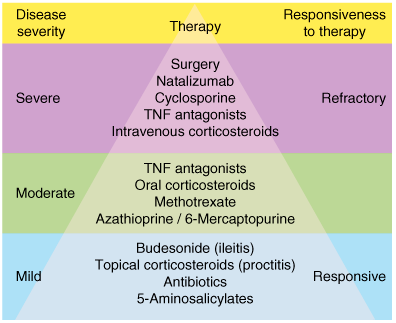 Disease severity
Therapy
Responsiveness to therapy
Severe
Surgery
Natalizumab
Cyclosporine
TNF antagonists
Intravenous corticosteroids
Refractory
Moderate
TNF antagonists
Oral corticosteroids
Methotrexate
Azathioprine / 6-Mercaptopurine
Mild
Budesonide (ileitis)
Topical corticosteroids (proctitis)
Antibiotics
5-Aminosalicylates
Responsive